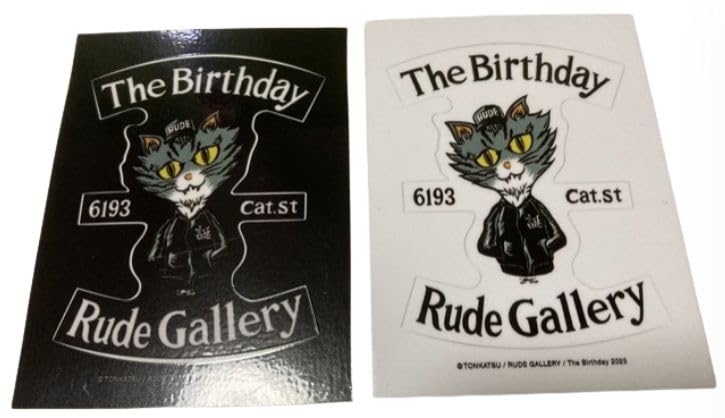 The Birthday
RUDE
6193
Cat.St
Rude Gallery
©TONKATSU /
The Birthday
RUDE
6193
Cat.St
Rude Gallery
©TONKATSU / RUDE GALLERY / The Birthday 2023